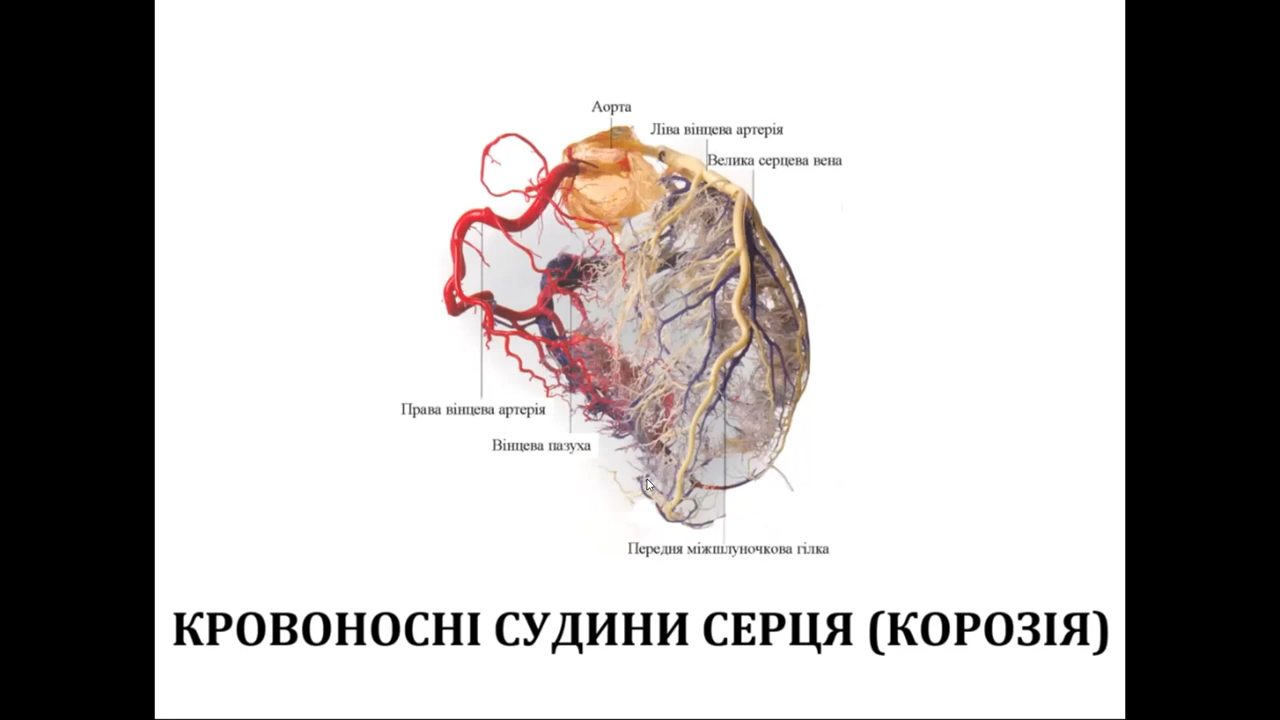 Аорта
Ліва вінцева артерія
Велика серцева вена
Права вінцева артерія
Вінцева пазуха
Передня міжшлуночкова гілка
КРОВОНОСНІ СУДИНИ СЕРЦЯ (КОРОЗІЯ)